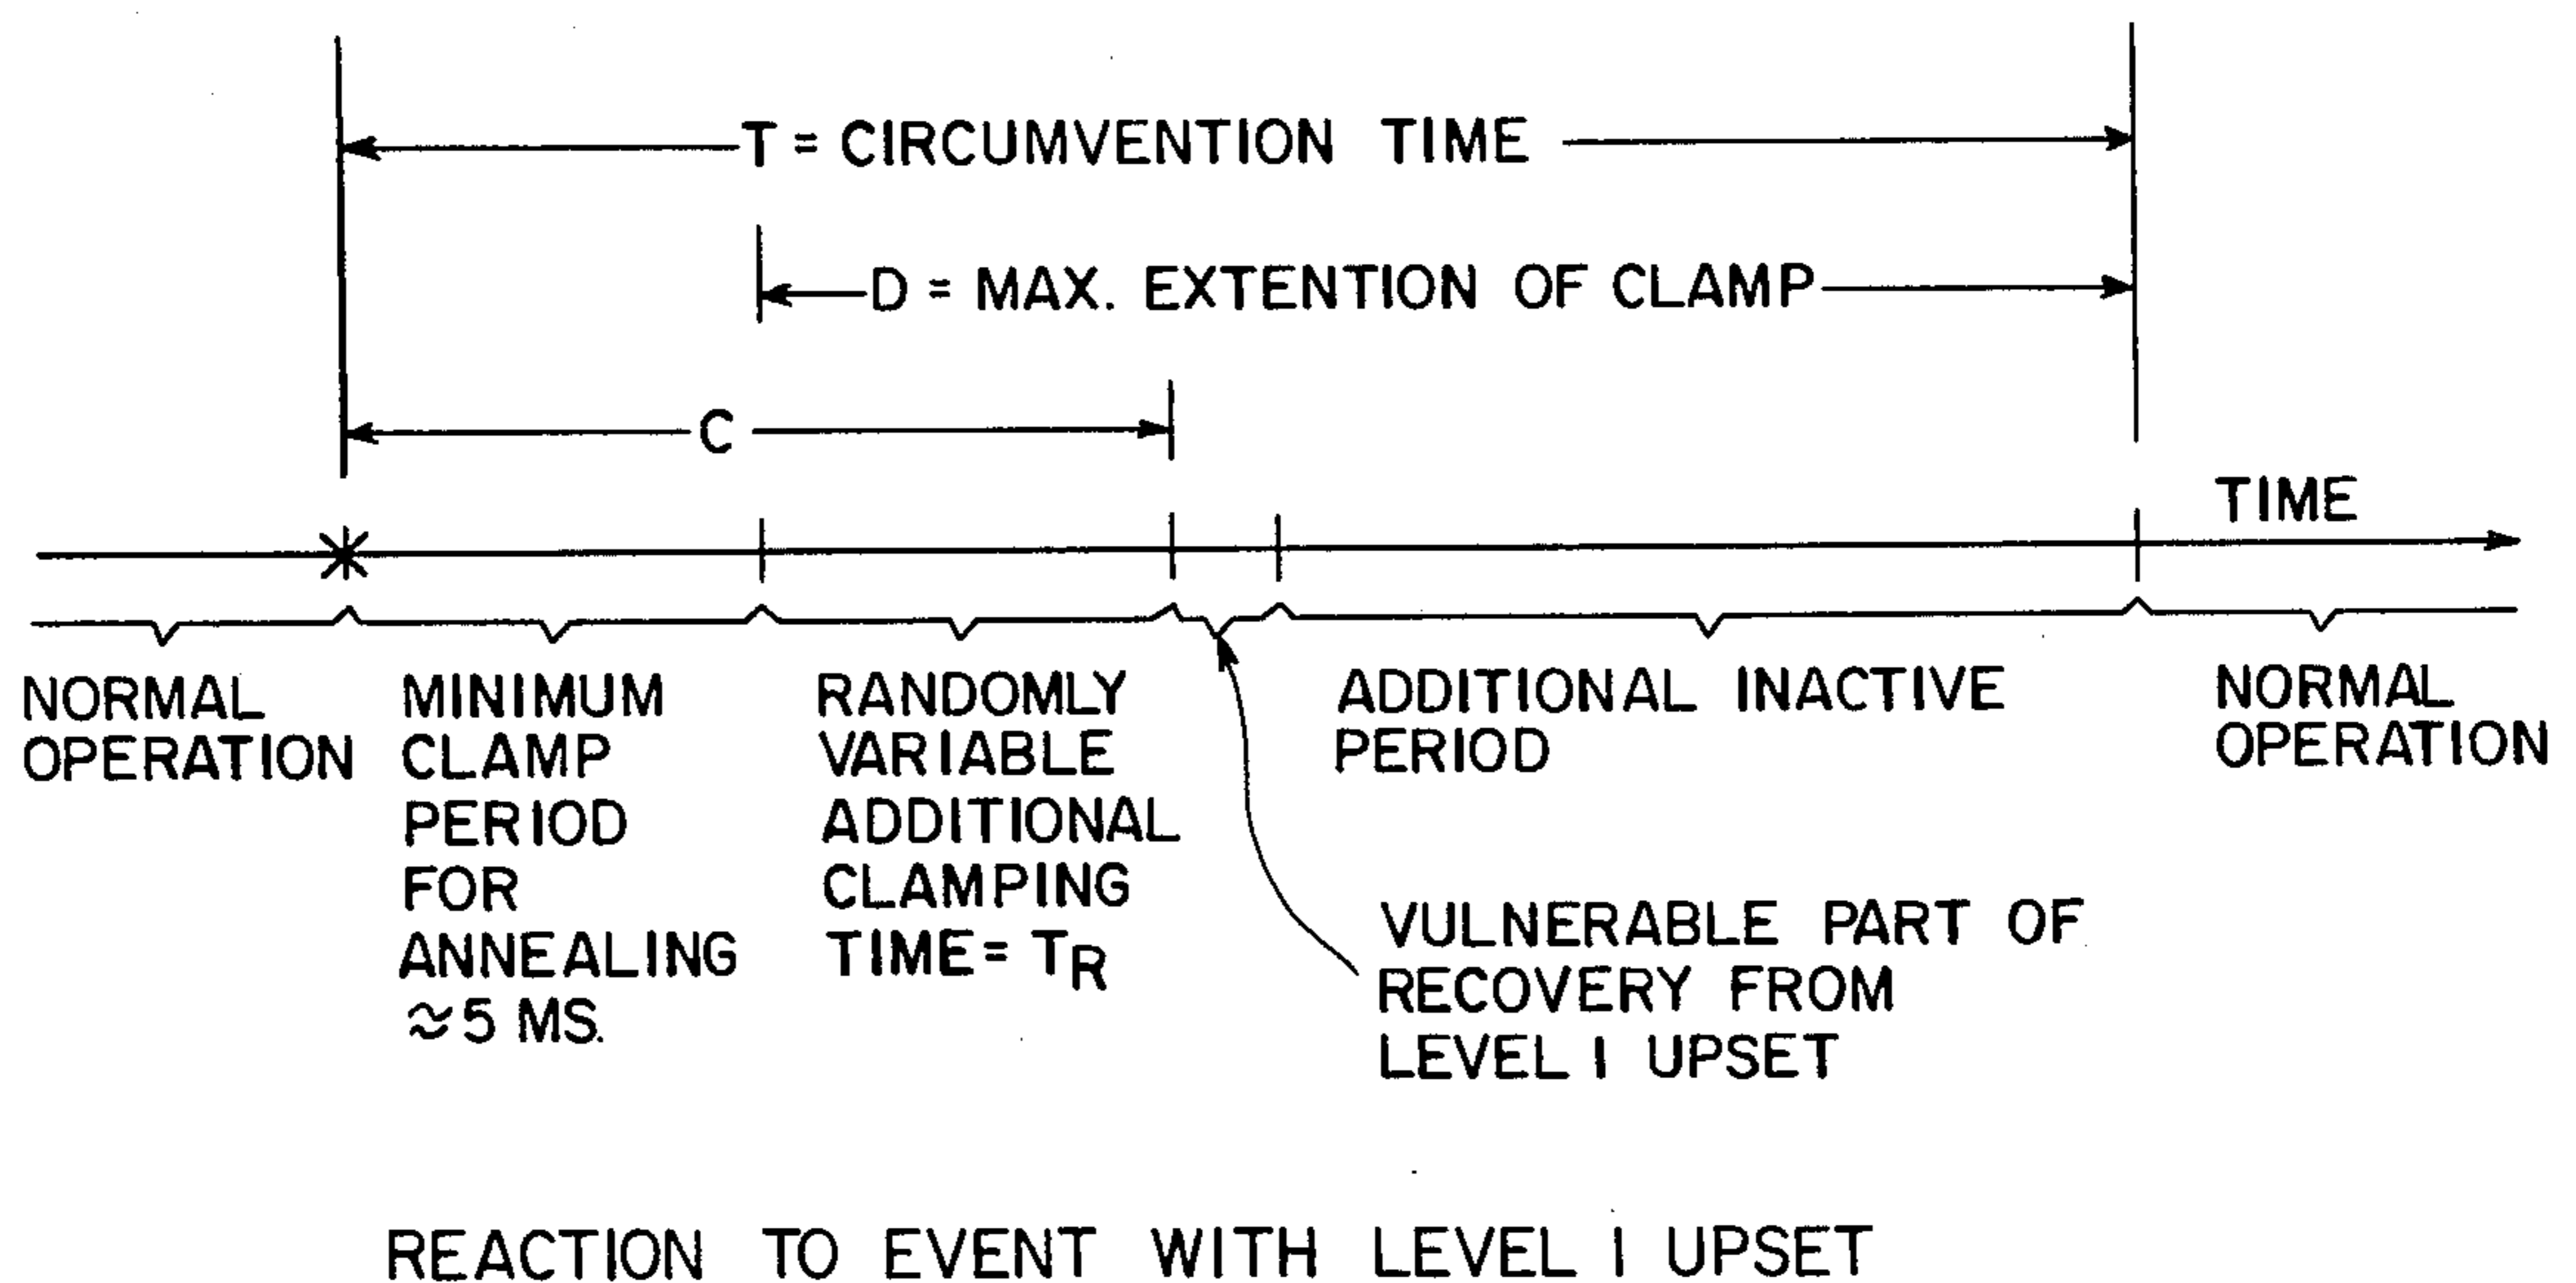 T = CIRCUMVENTION TIME
D = MAX. EXTENTION OF CLAMP
C
TIME
NORMAL
OPERATION
MINIMUM
CLAMP
PERIOD
FOR
ANNEALING
≈5 MS.
RANDOMLY
VARIABLE
ADDITIONAL
CLAMPING
TIME = TR
ADDITIONAL INACTIVE
PERIOD
NORMAL
OPERATION
VULNERABLE PART OF
RECOVERY FROM
LEVEL I UPSET
REACTION TO EVENT WITH LEVEL I UPSET